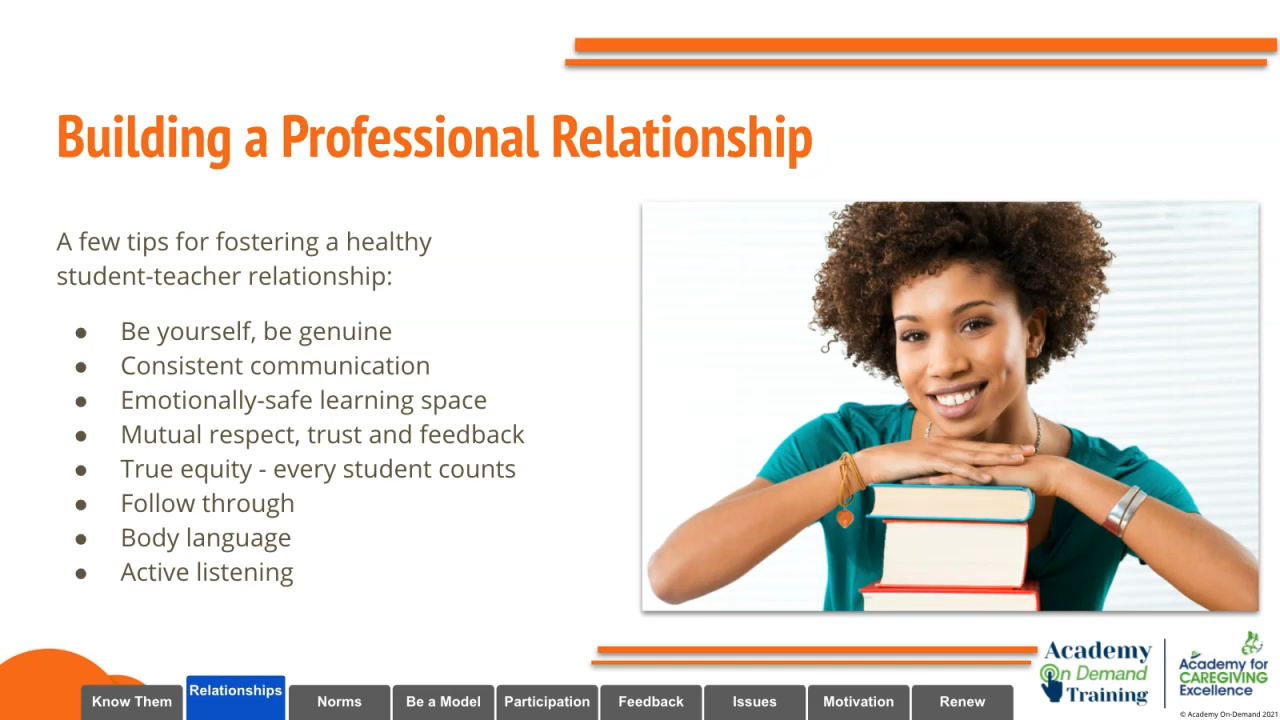 Building a Professional Relationship
A few tips for fostering a healthy
student-teacher relationship:
● Be yourself, be genuine
● Consistent communication
● Emotionally-safe learning space
● Mutual respect, trust and feedback
● True equity - every student counts
● Follow through
● Body language
● Active listening
Know Them
Relationships
Norms
Be a Model
Participation
Feedback
Issues
Motivation
Renew
Academy
On Demand
Training
Academy for
CAREGIVING
Excellence
© Academy On-Demand 2021